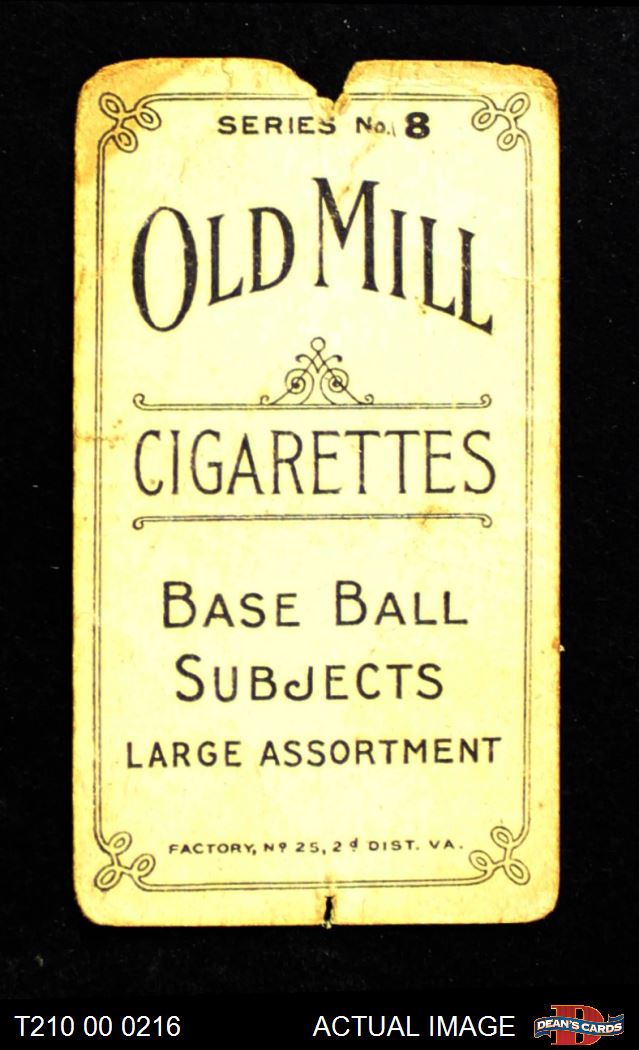 SERIES No. 8
OLD MILL
CIGARETTES
BASE BALL
SUBJECTS
LARGE ASSORTMENT
FACTORY, Nº 25, 2d DIST. VA.
T210 00 0216
ACTUAL IMAGE
D
DEAN'S CARDS